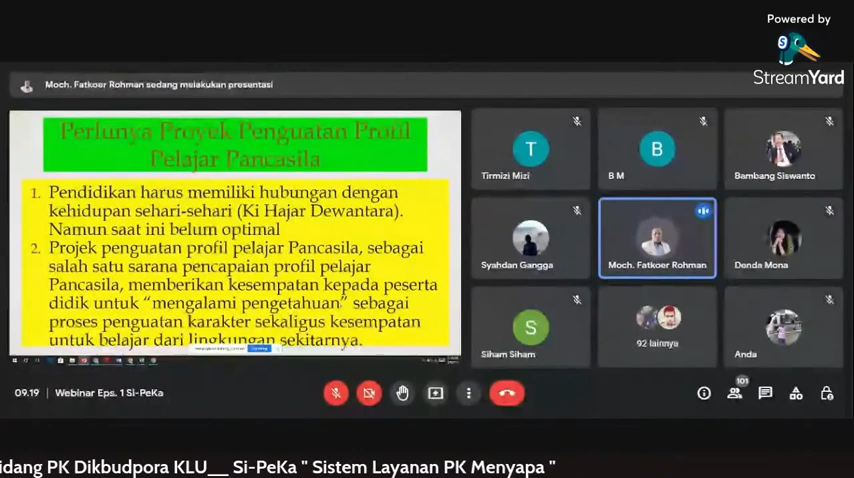 Powered by
StreamYard
Moch. Fatkoer Rohman sedang melakukan presentasi
Perlunya Proyek Penguatan Profil
Pelajar Pancasila
1. Pendidikan harus memiliki hubungan dengan
kehidupan sehari-sehari (Ki Hajar Dewantara).
Namun saat ini belum optimal
2. Projek penguatan profil pelajar Pancasila, sebagai
salah satu sarana pencapaian profil pelajar
Pancasila, memberikan kesempatan kepada peserta
didik untuk “mengalami pengetahuan” sebagai
proses penguatan karakter sekaligus kesempatan
untuk belajar dari lingkungan sekitarnya.
T
Tirmizi Mizi
B
B M
Bambang Siswanto
Syahdan Gangga
Moch. Fatkoer Rohman
Denda Mona
S
Siham Siham
92 lainnya
Anda
09.19 | Webinar Eps. 1 Si-PeKa
101
idang PK Dikbudpora KLU__ Si-PeKa " Sistem Layanan PK Menyapa "